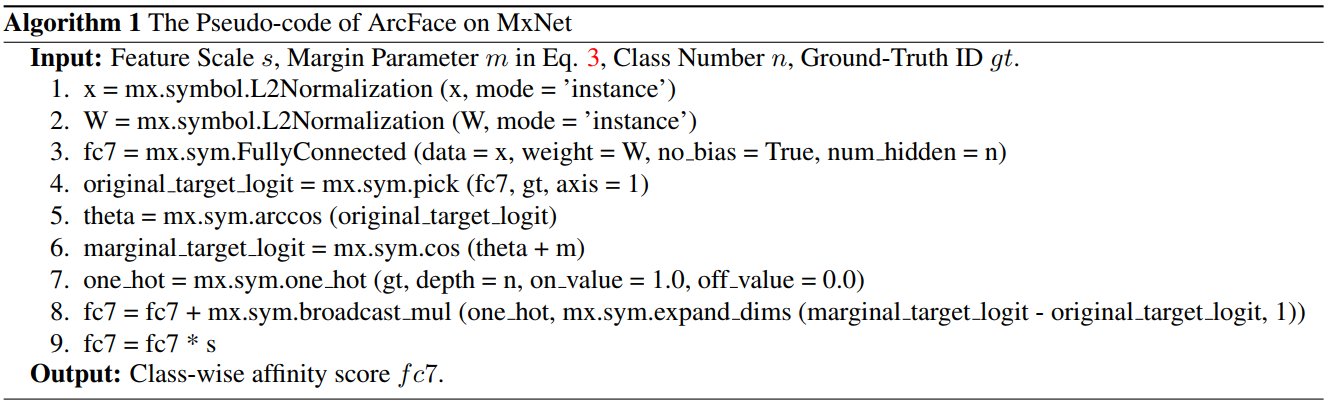 Algorithm 1 The Pseudo-code of ArcFace on MxNet
Input: Feature Scale s, Margin Parameter m in Eq. 3, Class Number n, Ground-Truth ID gt.
1. x = mx.symbol.L2Normalization (x, mode = 'instance')
2. W = mx.symbol.L2Normalization (W, mode = 'instance')
3. fc7 = mx.sym.FullyConnected (data = x, weight = W, no_bias = True, num_hidden = n)
4. original_target_logit = mx.sym.pick (fc7, gt, axis = 1)
5. theta = mx.sym.arccos (original_target_logit)
6. marginal_target_logit = mx.sym.cos (theta + m)
7. one_hot = mx.sym.one_hot (gt, depth = n, on_value = 1.0, off_value = 0.0)
8. fc7 = fc7 + mx.sym.broadcast_mul (one_hot, mx.sym.expand_dims (marginal_target_logit - original_target_logit, 1))
9. fc7 = fc7 * s
Output: Class-wise affinity score fc7.